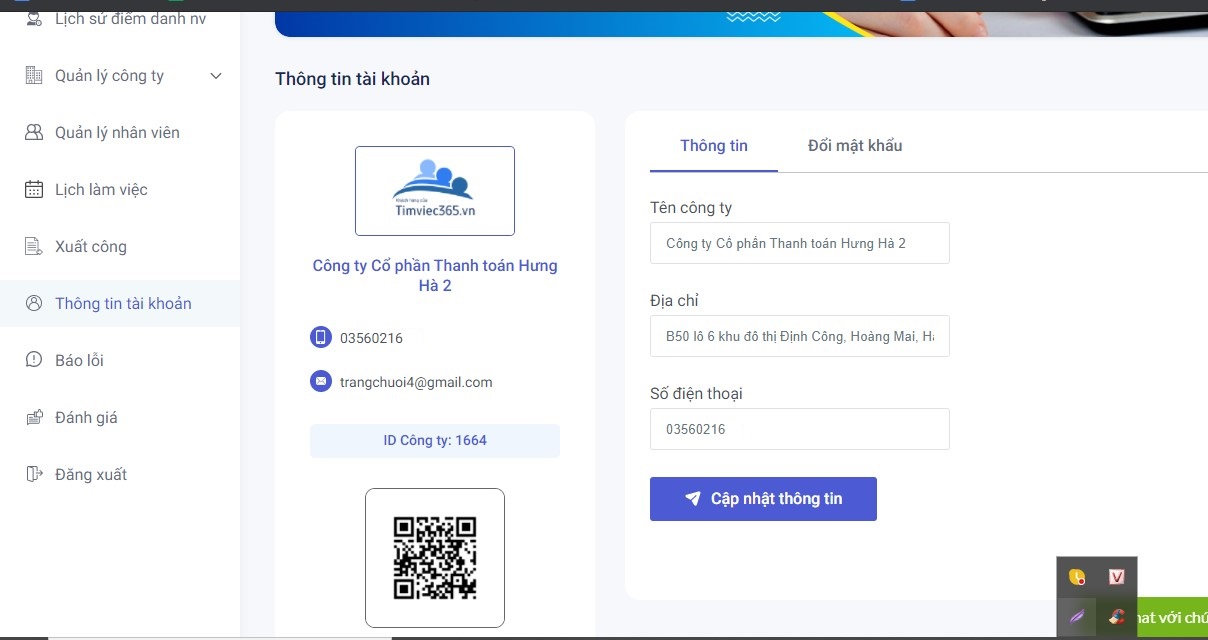 Lịch sử điểm danh nv
Quản lý công ty
Quản lý nhân viên
Lịch làm việc
Xuất công
Thông tin tài khoản
Báo lỗi
Đánh giá
Đăng xuất
Thông tin tài khoản
Khách hàng của
Timviec365.vn
Công ty Cổ phần Thanh toán Hưng
Hà 2
03560216
trangchuoi4@gmail.com
ID Công ty: 1664
Thông tin
Đổi mật khẩu
Tên công ty
Công ty Cổ phần Thanh toán Hưng Hà 2
Địa chỉ
B50 lô 6 khu đô thị Định Công, Hoàng Mai, Hà
Số điện thoại
03560216
Cập nhật thông tin
V
hat với chú